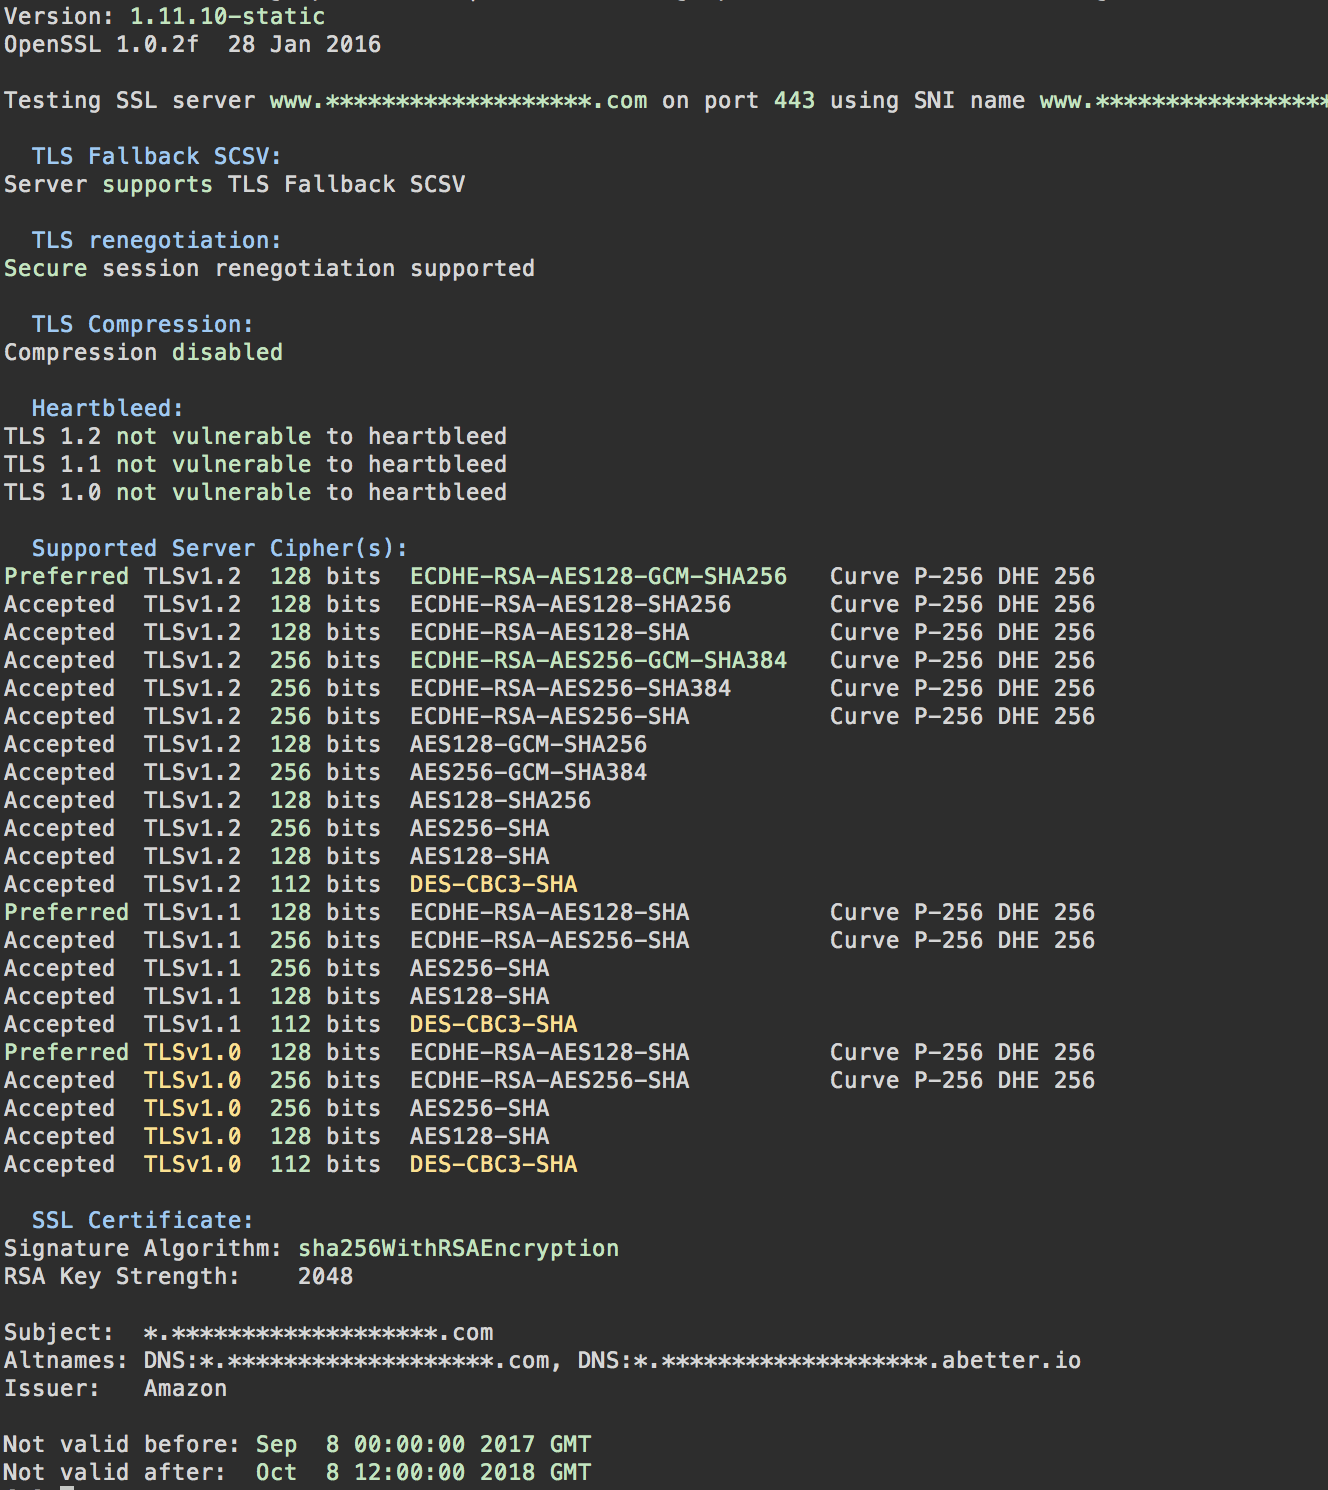 Version: 1.11.10-static
OpenSSL 1.0.2f  28 Jan 2016
Testing SSL server www.*******************.com on port 443 using SNI name www.*****************
TLS Fallback SCSV:
Server supports TLS Fallback SCSV
TLS renegotiation:
Secure session renegotiation supported
TLS Compression:
Compression disabled
Heartbleed:
TLS 1.2 not vulnerable to heartbleed
TLS 1.1 not vulnerable to heartbleed
TLS 1.0 not vulnerable to heartbleed
Supported Server Cipher(s):
Preferred TLSv1.2  128 bits  ECDHE-RSA-AES128-GCM-SHA256   Curve P-256 DHE 256
Accepted  TLSv1.2  128 bits  ECDHE-RSA-AES128-SHA256       Curve P-256 DHE 256
Accepted  TLSv1.2  128 bits  ECDHE-RSA-AES128-SHA          Curve P-256 DHE 256
Accepted  TLSv1.2  256 bits  ECDHE-RSA-AES256-GCM-SHA384   Curve P-256 DHE 256
Accepted  TLSv1.2  256 bits  ECDHE-RSA-AES256-SHA384       Curve P-256 DHE 256
Accepted  TLSv1.2  256 bits  ECDHE-RSA-AES256-SHA          Curve P-256 DHE 256
Accepted  TLSv1.2  128 bits  AES128-GCM-SHA256
Accepted  TLSv1.2  256 bits  AES256-GCM-SHA384
Accepted  TLSv1.2  128 bits  AES128-SHA256
Accepted  TLSv1.2  256 bits  AES256-SHA
Accepted  TLSv1.2  128 bits  AES128-SHA
Accepted  TLSv1.2  112 bits  DES-CBC3-SHA
Preferred TLSv1.1  128 bits  ECDHE-RSA-AES128-SHA          Curve P-256 DHE 256
Accepted  TLSv1.1  256 bits  ECDHE-RSA-AES256-SHA          Curve P-256 DHE 256
Accepted  TLSv1.1  256 bits  AES256-SHA
Accepted  TLSv1.1  128 bits  AES128-SHA
Accepted  TLSv1.1  112 bits  DES-CBC3-SHA
Preferred TLSv1.0  128 bits  ECDHE-RSA-AES128-SHA          Curve P-256 DHE 256
Accepted  TLSv1.0  256 bits  ECDHE-RSA-AES256-SHA          Curve P-256 DHE 256
Accepted  TLSv1.0  256 bits  AES256-SHA
Accepted  TLSv1.0  128 bits  AES128-SHA
Accepted  TLSv1.0  112 bits  DES-CBC3-SHA
SSL Certificate:
Signature Algorithm: sha256WithRSAEncryption
RSA Key Strength:    2048
Subject:  *.*******************.com
Altnames: DNS:*.*******************.com, DNS:*.*******************.abetter.io
Issuer:   Amazon
Not valid before: Sep  8 00:00:00 2017 GMT
Not valid after:  Oct  8 12:00:00 2018 GMT